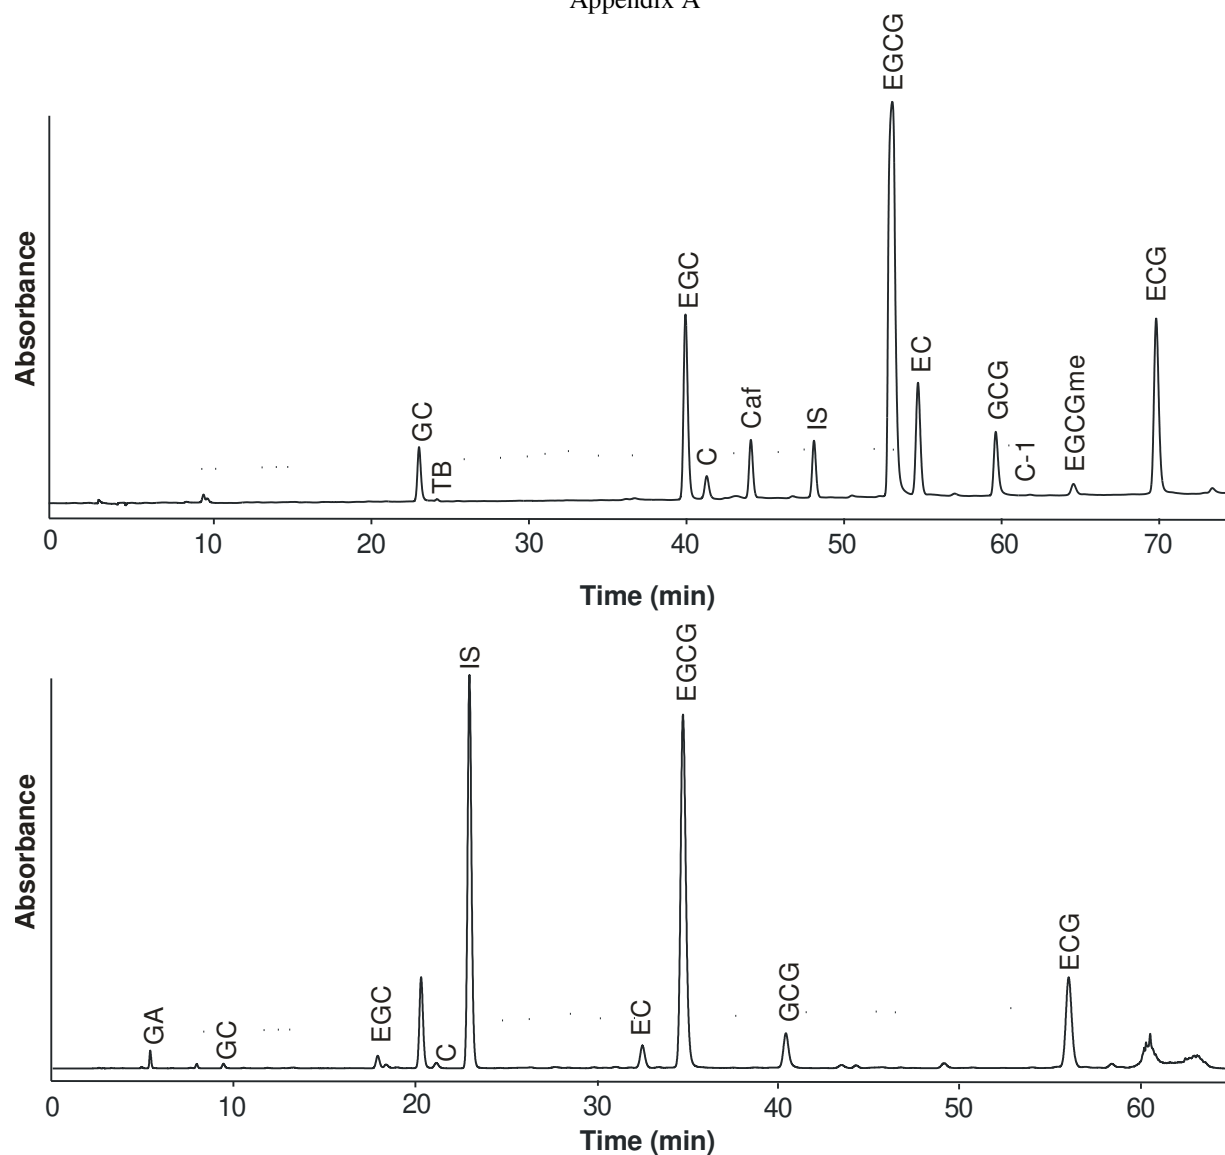 Appendix A
EGCG
EGC
ECG
EC
GCG
EGCGme
Caf
IS
GC
C
C-1
TB
Absorbance
0 10 20 30 40 50 60 70
Time (min)
IS
EGCG
ECG
GCG
EGC
EC
GA
GC
C
Absorbance
0 10 20 30 40 50 60
Time (min)